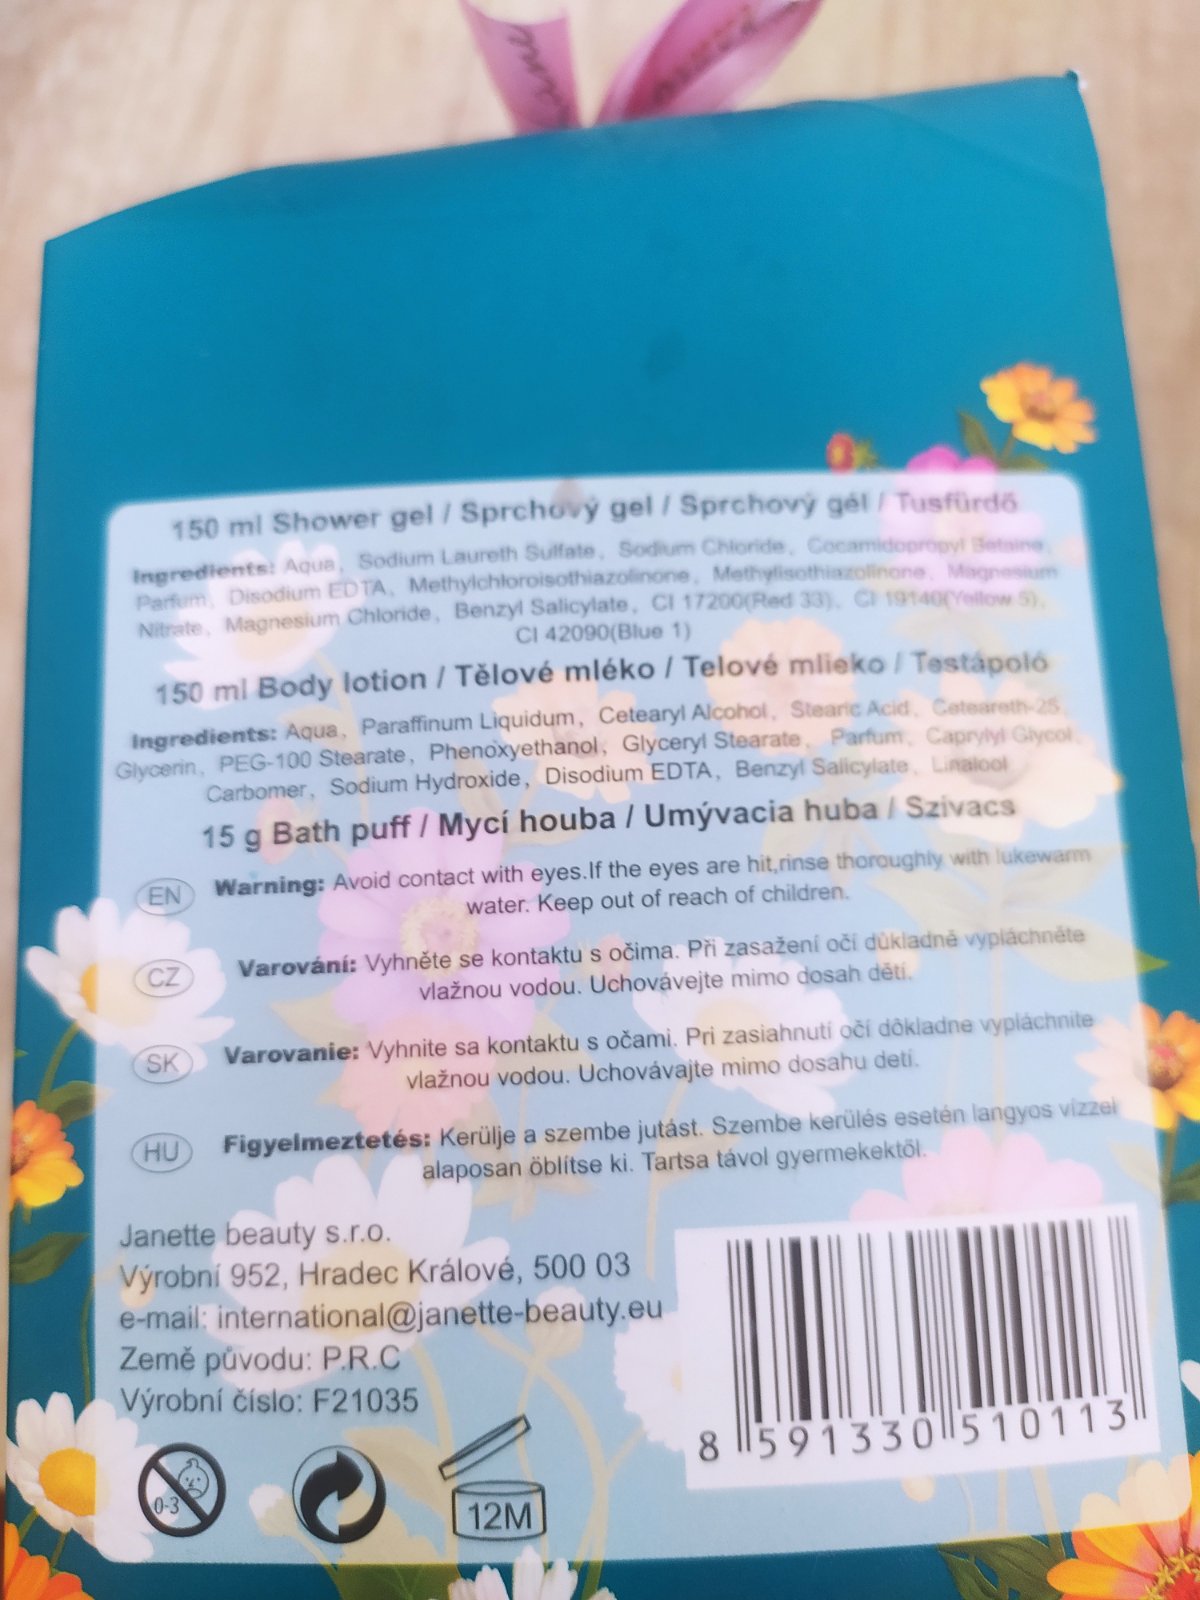 150 ml Shower gel / Sprchový gel / Sprchový gél / Tusfürdő
Ingredients: Aqua, Sodium Laureth Sulfate, Sodium Chloride, Cocamidopropyl Betaine,
Parfum, Disodium EDTA, Methylchloroisothiazolinone, Methylisothiazolinone, Magnesium
Nitrate, Magnesium Chloride, Benzyl Salicylate, CI 17200(Red 33), CI 19140(Yellow 5),
CI 42090(Blue 1)
150 ml Body lotion / Tělové mléko / Telové mlieko / Testápoló
Ingredients: Aqua, Paraffinum Liquidum, Cetearyl Alcohol, Stearic Acid, Ceteareth-25,
Glycerin, PEG-100 Stearate, Phenoxyethanol, Glyceryl Stearate, Parfum, Caprylyl Glycol,
Carbomer, Sodium Hydroxide, Disodium EDTA, Benzyl Salicylate, Linalool
15 g Bath puff / Mycí houba / Umývacia huba / Szivacs
EN Warning: Avoid contact with eyes.If the eyes are hit,rinse thoroughly with lukewarm
water. Keep out of reach of children.
CZ Varování: Vyhněte se kontaktu s očima. Při zasažení očí důkladně vypláchněte
vlažnou vodou. Uchovávejte mimo dosah dětí.
SK Varovanie: Vyhnite sa kontaktu s očami. Pri zasiahnutí očí dôkladne vypláchnite
vlažnou vodou. Uchovávajte mimo dosahu detí.
HU Figyelmeztetés: Kerülje a szembe jutást. Szembe kerülés esetén langyos vízzel
alaposan öblítse ki. Tartsa távol gyermekektől.
Janette beauty s.r.o.
Výrobní 952, Hradec Králové, 500 03
e-mail: international@janette-beauty.eu
Země původu: P.R.C
Výrobní číslo: F21035
8 591330 510113
0-3
12M